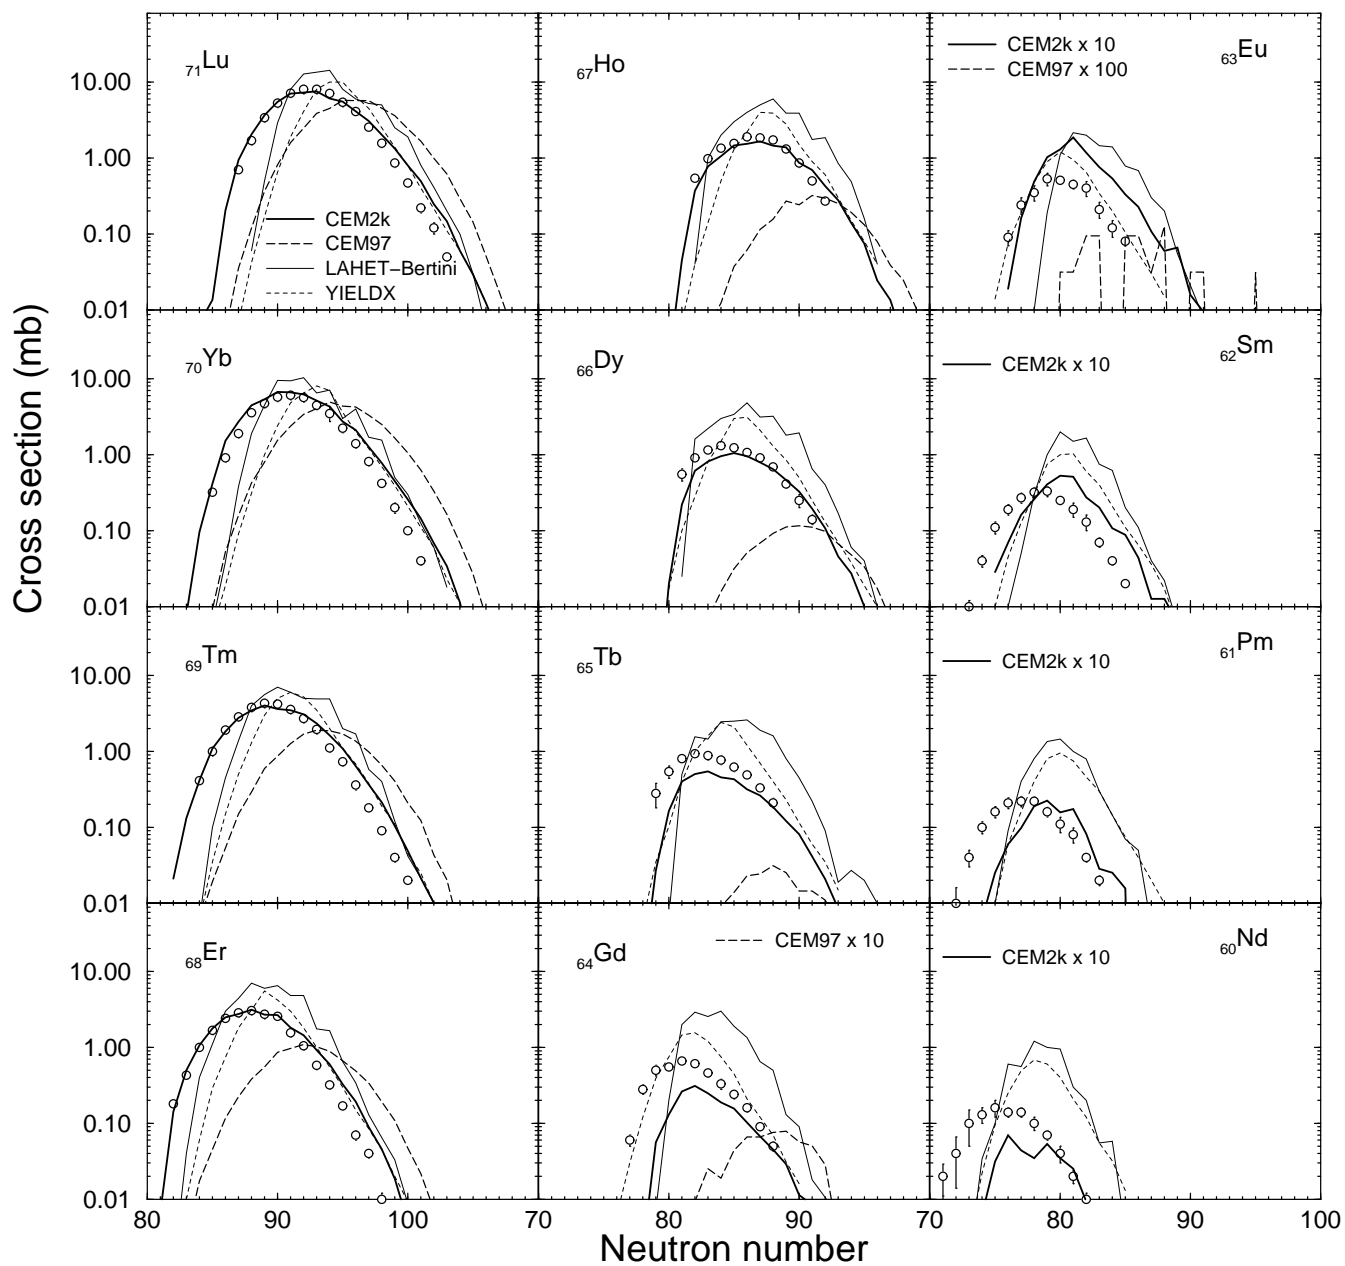 71Lu
67Ho
CEM2k x 10
CEM97 x 100
63Eu
10.00
1.00
0.10
0.01
CEM2k
CEM97
LAHET−Bertini
YIELDX
70Yb
66Dy
CEM2k x 10
62Sm
10.00
1.00
0.10
0.01
Cross section (mb)
69Tm
65Tb
CEM2k x 10
61Pm
10.00
1.00
0.10
0.01
68Er
64Gd
CEM97 x 10
CEM2k x 10
60Nd
10.00
1.00
0.10
0.01
80 90 100 70 80 90 70 80 90 100
Neutron number